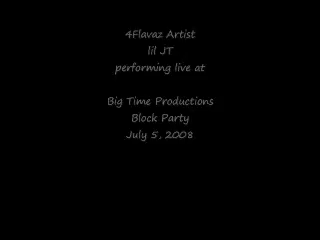 4Flavaz Artist
lil JT
performing live at
Big Time Productions
Block Party
July 5, 2008